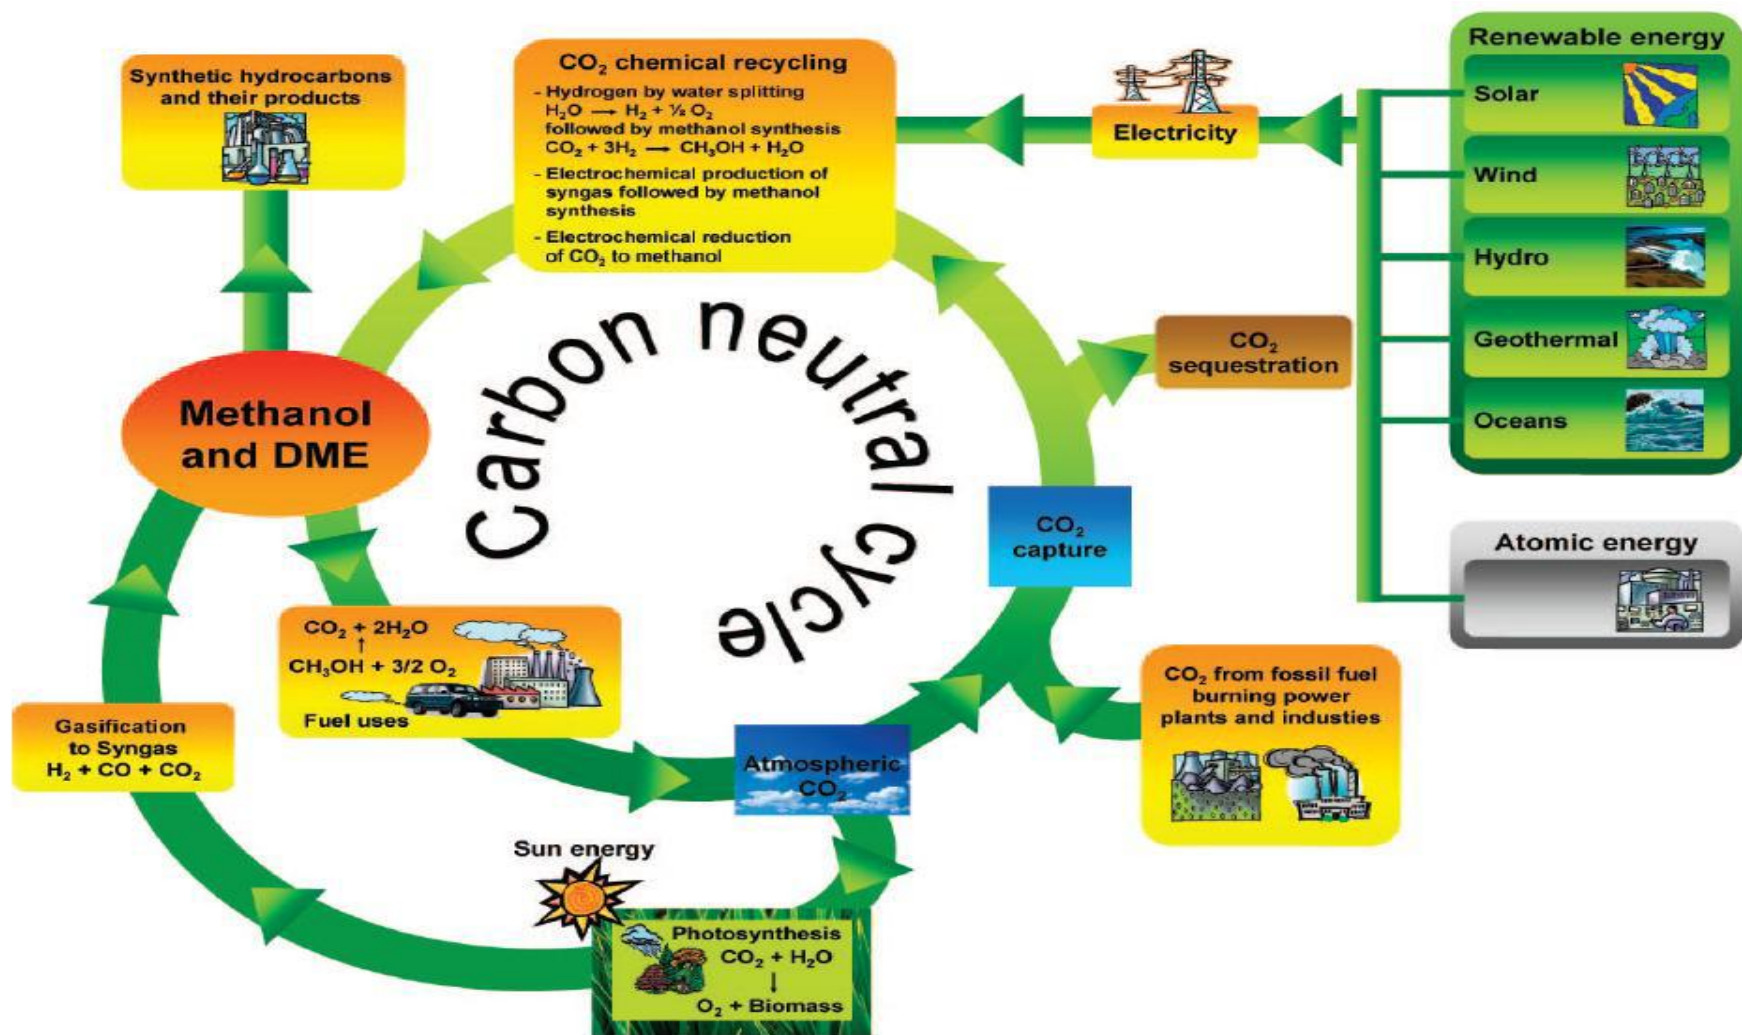 Synthetic hydrocarbons
and their products
CO₂ chemical recycling
- Hydrogen by water splitting
H₂O → H₂ + ½ O₂
followed by methanol synthesis
CO₂ + 3H₂ → CH₃OH + H₂O
- Electrochemical production of
syngas followed by methanol
synthesis
- Electrochemical reduction
of CO₂ to methanol
Electricity
Renewable energy
Solar
Wind
Hydro
Geothermal
Oceans
Atomic energy
CO₂
sequestration
Methanol
and DME
Carbon neutral cycle
CO₂
capture
CO₂ + 2H₂O
↑
CH₃OH + 3/2 O₂
Fuel uses
CO₂ from fossil fuel
burning power
plants and industies
Gasification
to Syngas
H₂ + CO + CO₂
Atmospheric
CO₂
Sun energy
Photosynthesis
CO₂ + H₂O
↓
O₂ + Biomass